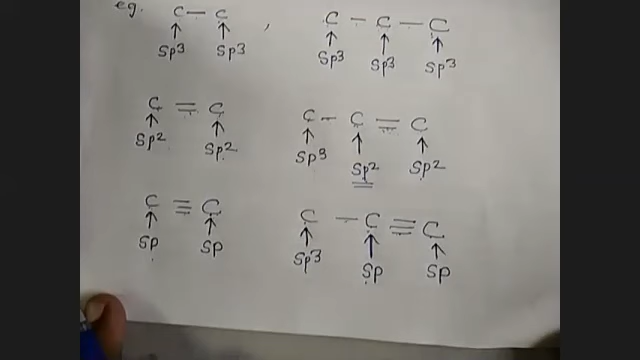 eg. C — C , C — C — C
↑ ↑ ↑ ↑ ↑
Sp³ Sp³ Sp³ Sp³ Sp³
C = C C — C = C
↑ ↑ ↑ ↑ ↑
Sp² Sp² Sp³ Sp² Sp²
C ≡ C C — C ≡ C
↑ ↑ ↑ ↑ ↑
Sp Sp Sp³ Sp Sp